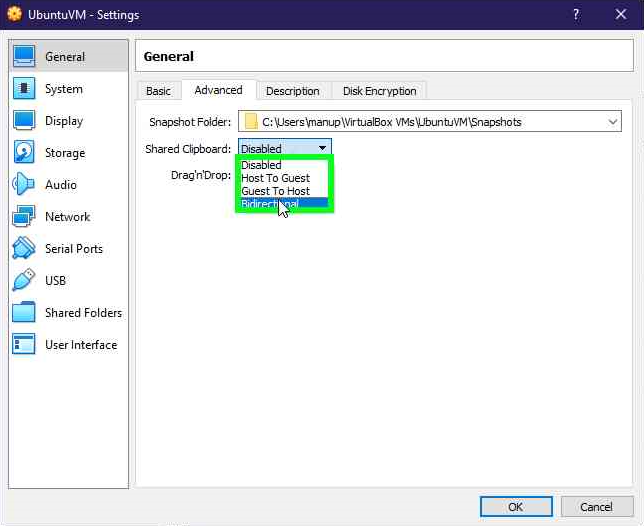 UbuntuVM - Settings
?
General
System
Display
Storage
Audio
Network
Serial Ports
USB
Shared Folders
User Interface
General
Basic Advanced Description Disk Encryption
Snapshot Folder: C:\Users\manup\VirtualBox VMs\UbuntuVM\Snapshots
Shared Clipboard: Disabled
Drag'n'Drop:
Disabled
Host To Guest
Guest To Host
Bidirectional
OK Cancel